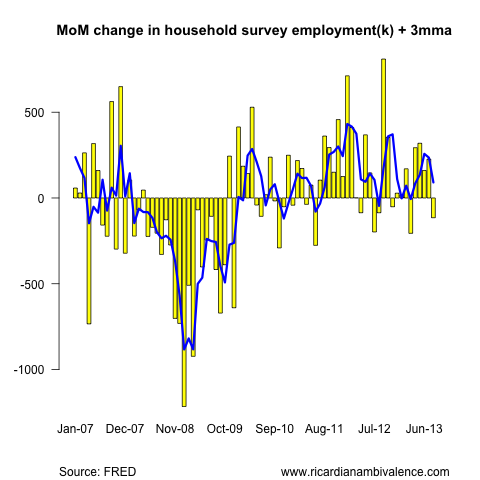 MoM change in household survey employment(k) + 3mma
500
0
-500
-1000
Jan-07 Dec-07 Nov-08 Oct-09 Sep-10 Aug-11 Jul-12 Jun-13
Source: FRED www.ricardianambivalence.com